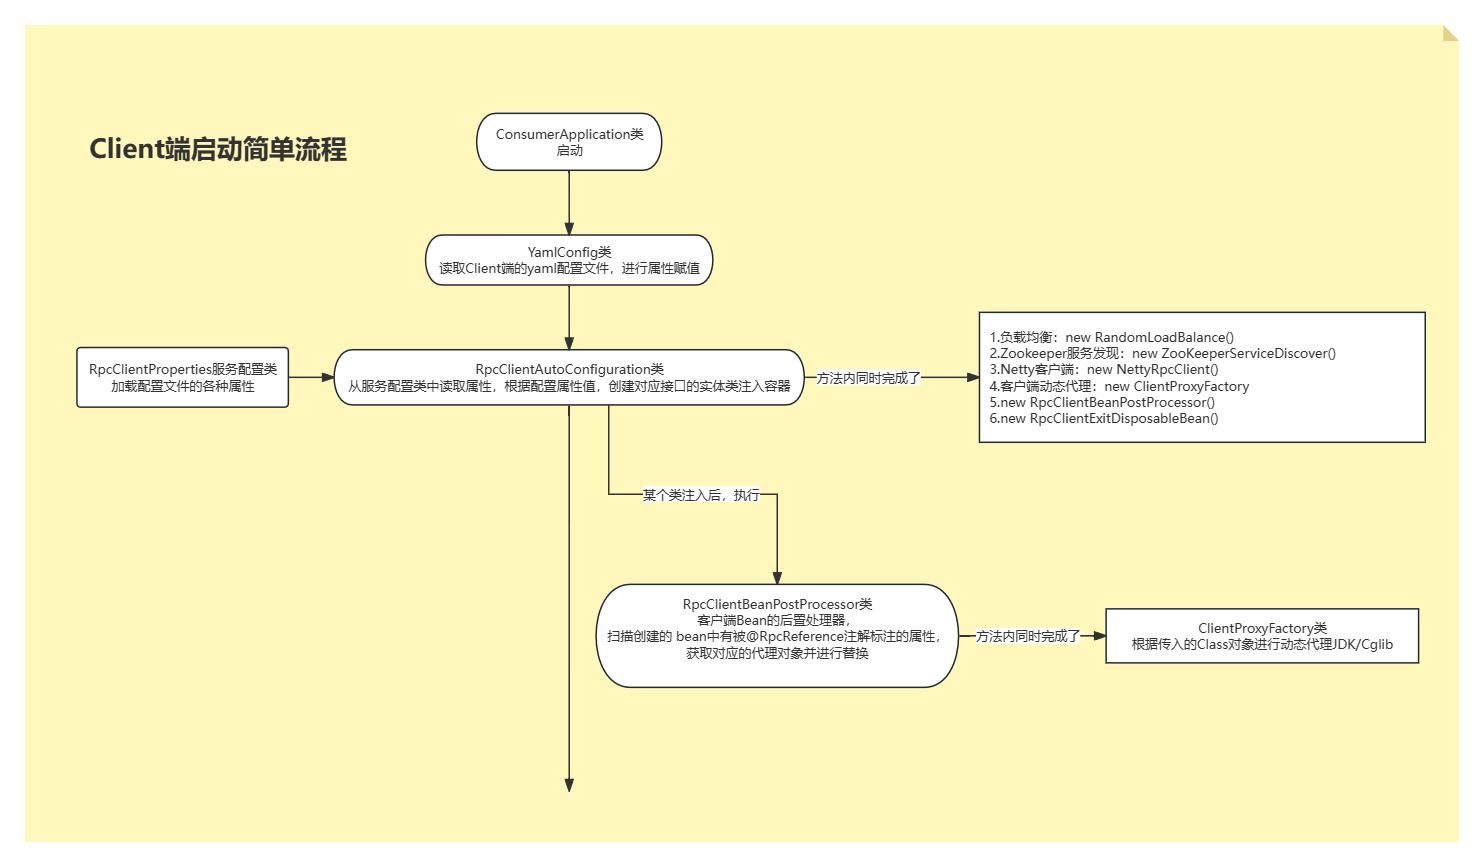 Client端启动简单流程
ConsumerApplication类
启动
YamlConfig类
读取Client端的yaml配置文件，进行属性赋值
RpcClientProperties服务配置类
加载配置文件的各种属性
RpcClientAutoConfiguration类
从服务配置类中读取属性，根据配置属性值，创建对应接口的实体类注入容器
方法内同时完成了
1.负载均衡：new RandomLoadBalance()
2.Zookeeper服务发现：new ZooKeeperServiceDiscover()
3.Netty客户端：new NettyRpcClient()
4.客户端动态代理：new ClientProxyFactory
5.new RpcClientBeanPostProcessor()
6.new RpcClientExitDisposableBean()
某个类注入后，执行
RpcClientBeanPostProcessor类
客户端Bean的后置处理器，
扫描创建的 bean中有被@RpcReference注解标注的属性，
获取对应的代理对象并进行替换
方法内同时完成了
ClientProxyFactory类
根据传入的Class对象进行动态代理JDK/Cglib